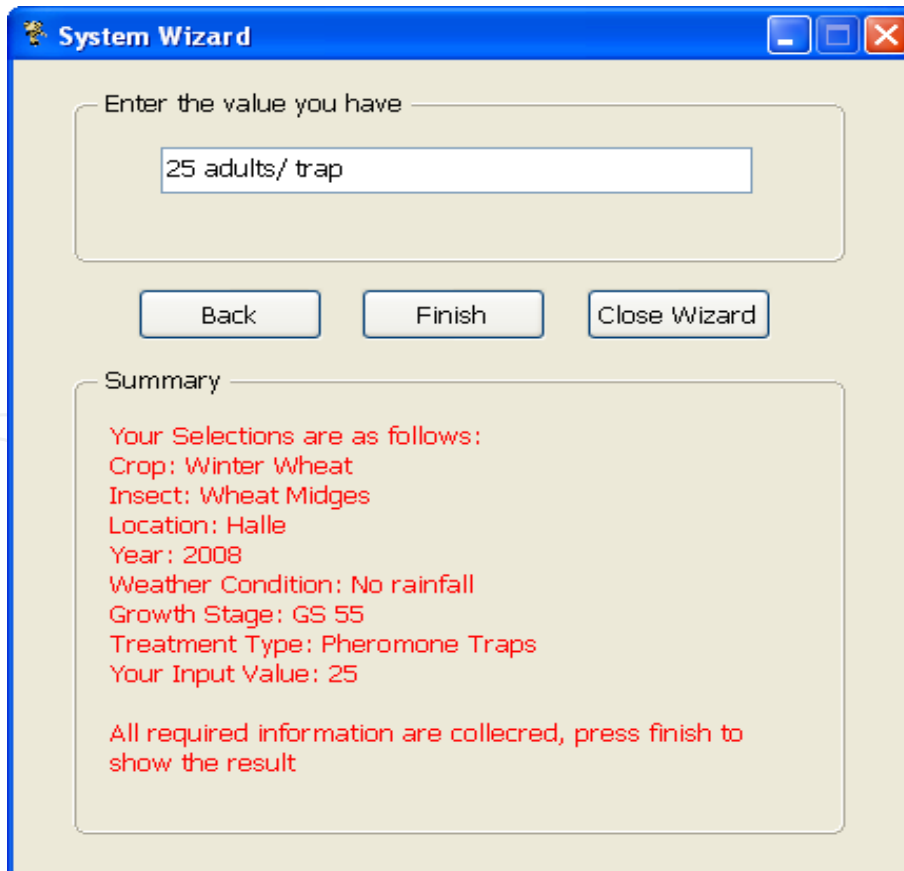 System Wizard
Enter the value you have
25 adults/ trap
Back Finish Close Wizard
Summary
Your Selections are as follows:
Crop: Winter Wheat
Insect: Wheat Midges
Location: Halle
Year: 2008
Weather Condition: No rainfall
Growth Stage: GS 55
Treatment Type: Pheromone Traps
Your Input Value: 25
All required information are collecred, press finish to
show the result